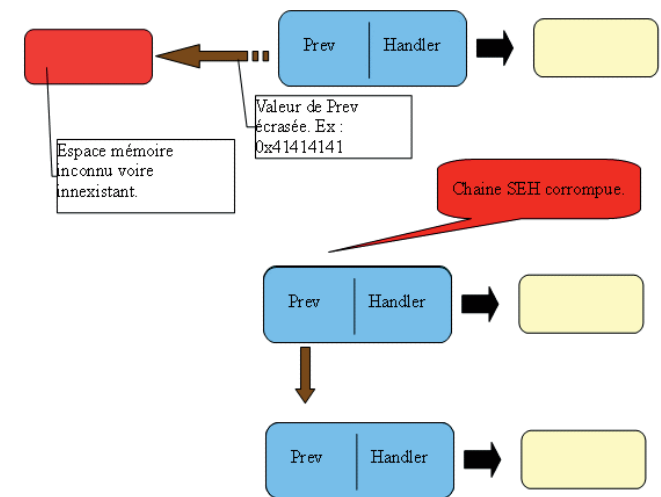 Prev Handler
Valeur de Prev
écrasée. Ex :
0x41414141
Espace mémoire
inconnu voire
innexistant.
Chaine SEH corrompue.
Prev Handler
Prev Handler